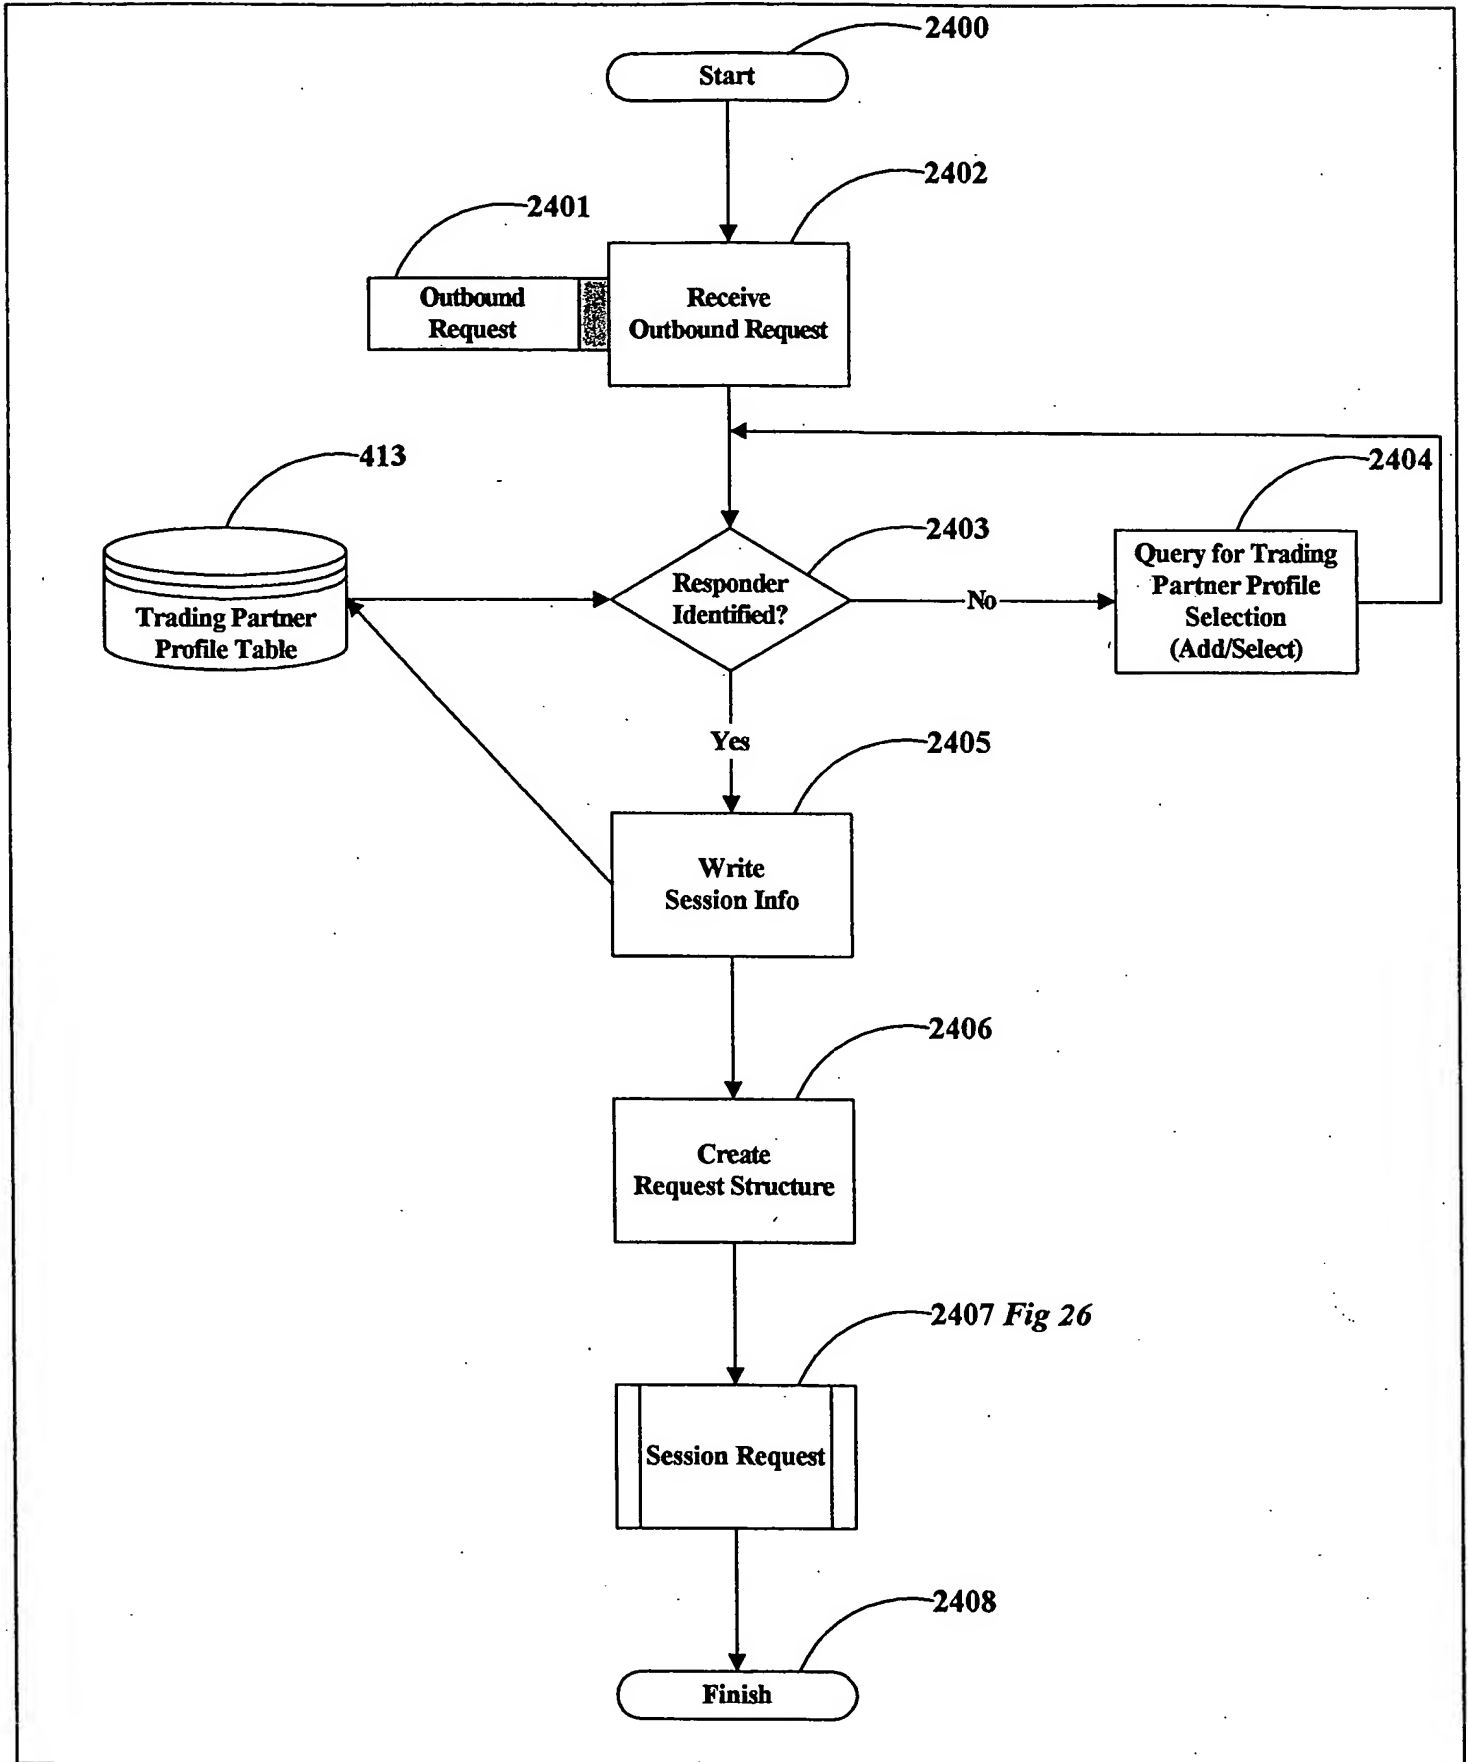 2400
Start
2402
2401
Outbound
Request
Receive
Outbound Request
413
2404
2403
Trading Partner
Profile Table
Responder
Identified?
No
Query for Trading
Partner Profile
Selection
(Add/Select)
Yes
2405
Write
Session Info
2406
Create
Request Structure
2407 Fig 26
Session Request
2408
Finish